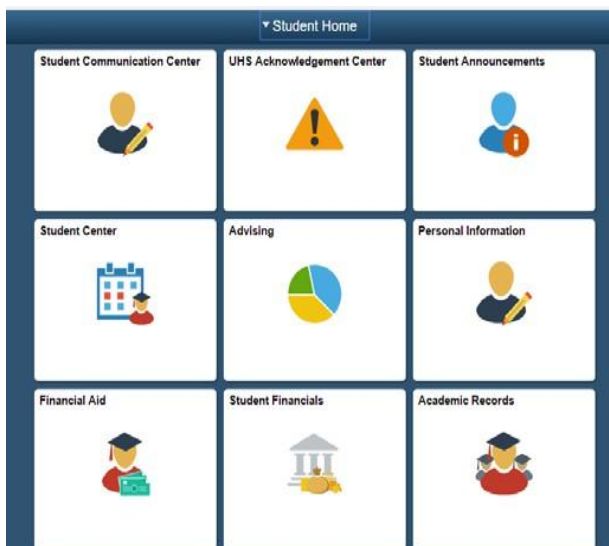 Student Home
Student Communication Center
UHS Acknowledgement Center
Student Announcements
Student Center
Advising
Personal Information
Financial Aid
Student Financials
Academic Records